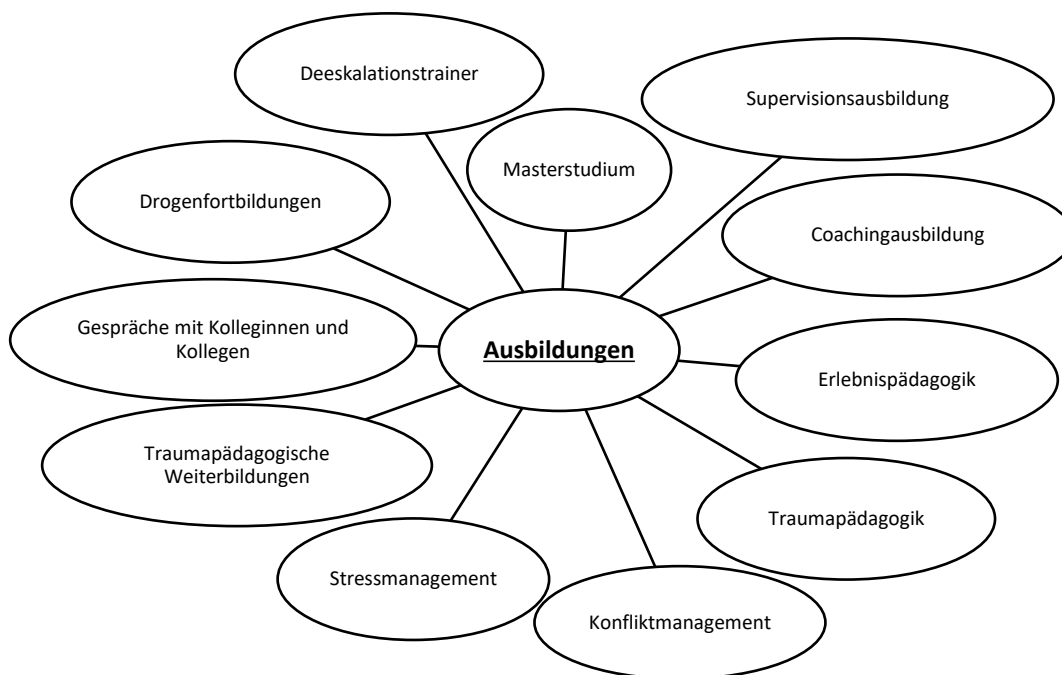 Deeskalationstrainer
Supervisionsausbildung
Masterstudium
Drogenfortbildungen
Coachingausbildung
Gespräche mit Kolleginnen und
Kollegen
Ausbildungen
Erlebnispädagogik
Traumapädagogische
Weiterbildungen
Traumapädagogik
Stressmanagement
Konfliktmanagement